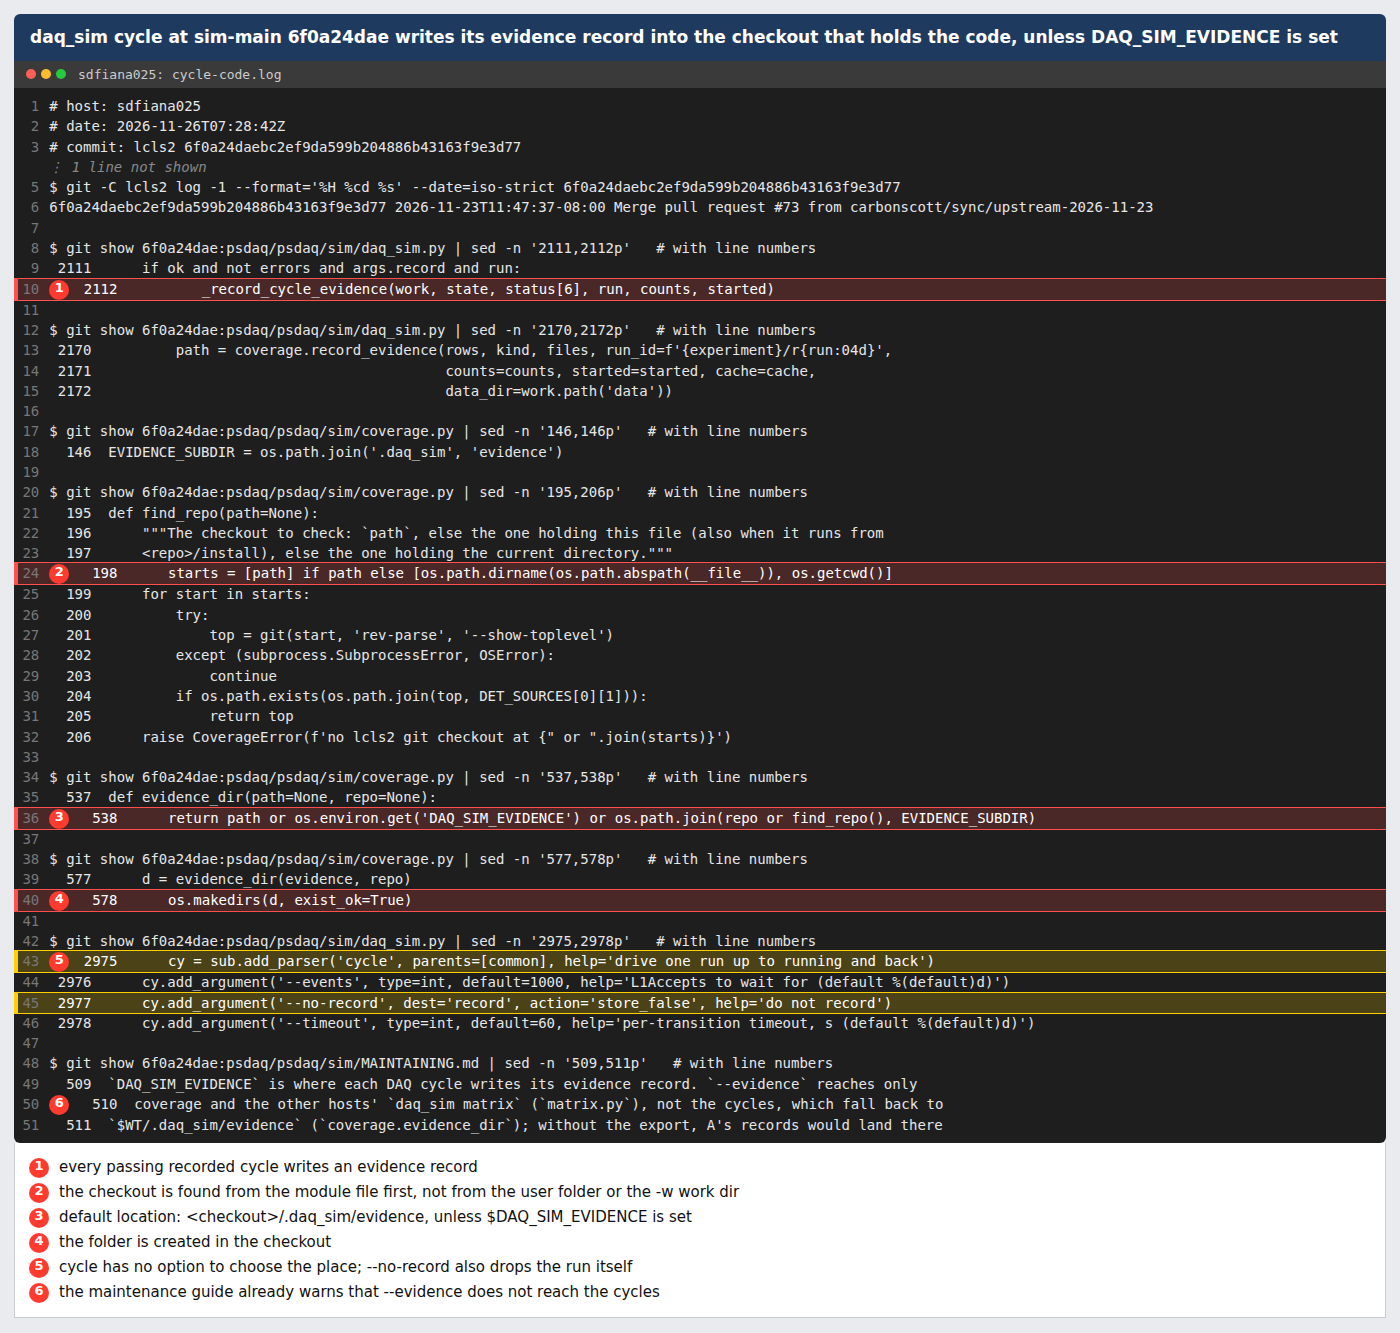 daq_sim cycle at sim-main 6f0a24dae writes its evidence record into the checkout that holds the code, unless DAQ_SIM_EVIDENCE is set
sdfiana025: cycle-code.log
1 # host: sdfiana025
2 # date: 2026-11-26T07:28:42Z
3 # commit: lcls2 6f0a24daebc2ef9da599b204886b43163f9e3d77
⋮ 1 line not shown
5 $ git -C lcls2 log -1 --format='%H %cd %s' --date=iso-strict 6f0a24daebc2ef9da599b204886b43163f9e3d77
6 6f0a24daebc2ef9da599b204886b43163f9e3d77 2026-11-23T11:47:37-08:00 Merge pull request #73 from carbonscott/sync/upstream-2026-11-23
7
8 $ git show 6f0a24dae:psdaq/psdaq/sim/daq_sim.py | sed -n '2111,2112p'   # with line numbers
9  2111      if ok and not errors and args.record and run:
10 1 2112          _record_cycle_evidence(work, state, status[6], run, counts, started)
11
12 $ git show 6f0a24dae:psdaq/psdaq/sim/daq_sim.py | sed -n '2170,2172p'   # with line numbers
13  2170          path = coverage.record_evidence(rows, kind, files, run_id=f'{experiment}/r{run:04d}',
14  2171                                          counts=counts, started=started, cache=cache,
15  2172                                          data_dir=work.path('data'))
16
17 $ git show 6f0a24dae:psdaq/psdaq/sim/coverage.py | sed -n '146,146p'   # with line numbers
18   146  EVIDENCE_SUBDIR = os.path.join('.daq_sim', 'evidence')
19
20 $ git show 6f0a24dae:psdaq/psdaq/sim/coverage.py | sed -n '195,206p'   # with line numbers
21   195  def find_repo(path=None):
22   196      """The checkout to check: `path`, else the one holding this file (also when it runs from
23   197      <repo>/install), else the one holding the current directory."""
24 2  198      starts = [path] if path else [os.path.dirname(os.path.abspath(__file__)), os.getcwd()]
25   199      for start in starts:
26   200          try:
27   201              top = git(start, 'rev-parse', '--show-toplevel')
28   202          except (subprocess.SubprocessError, OSError):
29   203              continue
30   204          if os.path.exists(os.path.join(top, DET_SOURCES[0][1])):
31   205              return top
32   206      raise CoverageError(f'no lcls2 git checkout at {" or ".join(starts)}')
33
34 $ git show 6f0a24dae:psdaq/psdaq/sim/coverage.py | sed -n '537,538p'   # with line numbers
35   537  def evidence_dir(path=None, repo=None):
36 3  538      return path or os.environ.get('DAQ_SIM_EVIDENCE') or os.path.join(repo or find_repo(), EVIDENCE_SUBDIR)
37
38 $ git show 6f0a24dae:psdaq/psdaq/sim/coverage.py | sed -n '577,578p'   # with line numbers
39   577      d = evidence_dir(evidence, repo)
40 4  578      os.makedirs(d, exist_ok=True)
41
42 $ git show 6f0a24dae:psdaq/psdaq/sim/daq_sim.py | sed -n '2975,2978p'   # with line numbers
43 5 2975      cy = sub.add_parser('cycle', parents=[common], help='drive one run up to running and back')
44  2976      cy.add_argument('--events', type=int, default=1000, help='L1Accepts to wait for (default %(default)d)')
45  2977      cy.add_argument('--no-record', dest='record', action='store_false', help='do not record')
46  2978      cy.add_argument('--timeout', type=int, default=60, help='per-transition timeout, s (default %(default)d)')
47
48 $ git show 6f0a24dae:psdaq/psdaq/sim/MAINTAINING.md | sed -n '509,511p'   # with line numbers
49   509  `DAQ_SIM_EVIDENCE` is where each DAQ cycle writes its evidence record. `--evidence` reaches only
50 6  510  coverage and the other hosts' `daq_sim matrix` (`matrix.py`), not the cycles, which fall back to
51   511  `$WT/.daq_sim/evidence` (`coverage.evidence_dir`); without the export, A's records would land there
1 every passing recorded cycle writes an evidence record
2 the checkout is found from the module file first, not from the user folder or the -w work dir
3 default location: <checkout>/.daq_sim/evidence, unless $DAQ_SIM_EVIDENCE is set
4 the folder is created in the checkout
5 cycle has no option to choose the place; --no-record also drops the run itself
6 the maintenance guide already warns that --evidence does not reach the cycles